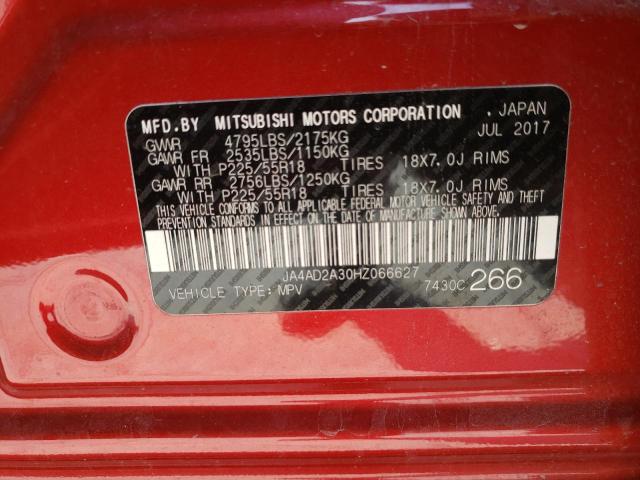 MFD.BY MITSUBISHI MOTORS CORPORATION . JAPAN
GVWR 4795LBS/2175KG JUL 2017
GAWR FR 2535LBS/1150KG
WITH P225/55R18 TIRES 18X7.0J RIMS
GAWR RR 2756LBS/1250KG
WITH P225/55R18 TIRES 18X7.0J RIMS
THIS VEHICLE CONFORMS TO ALL APPLICABLE FEDERAL MOTOR VEHICLE SAFETY AND THEFT
PREVENTION STANDARDS IN EFFECT ON THE DATE OF MANUFACTURE SHOWN ABOVE.
JA4AD2A30HZ066627
VEHICLE TYPE: MPV 7430C 266